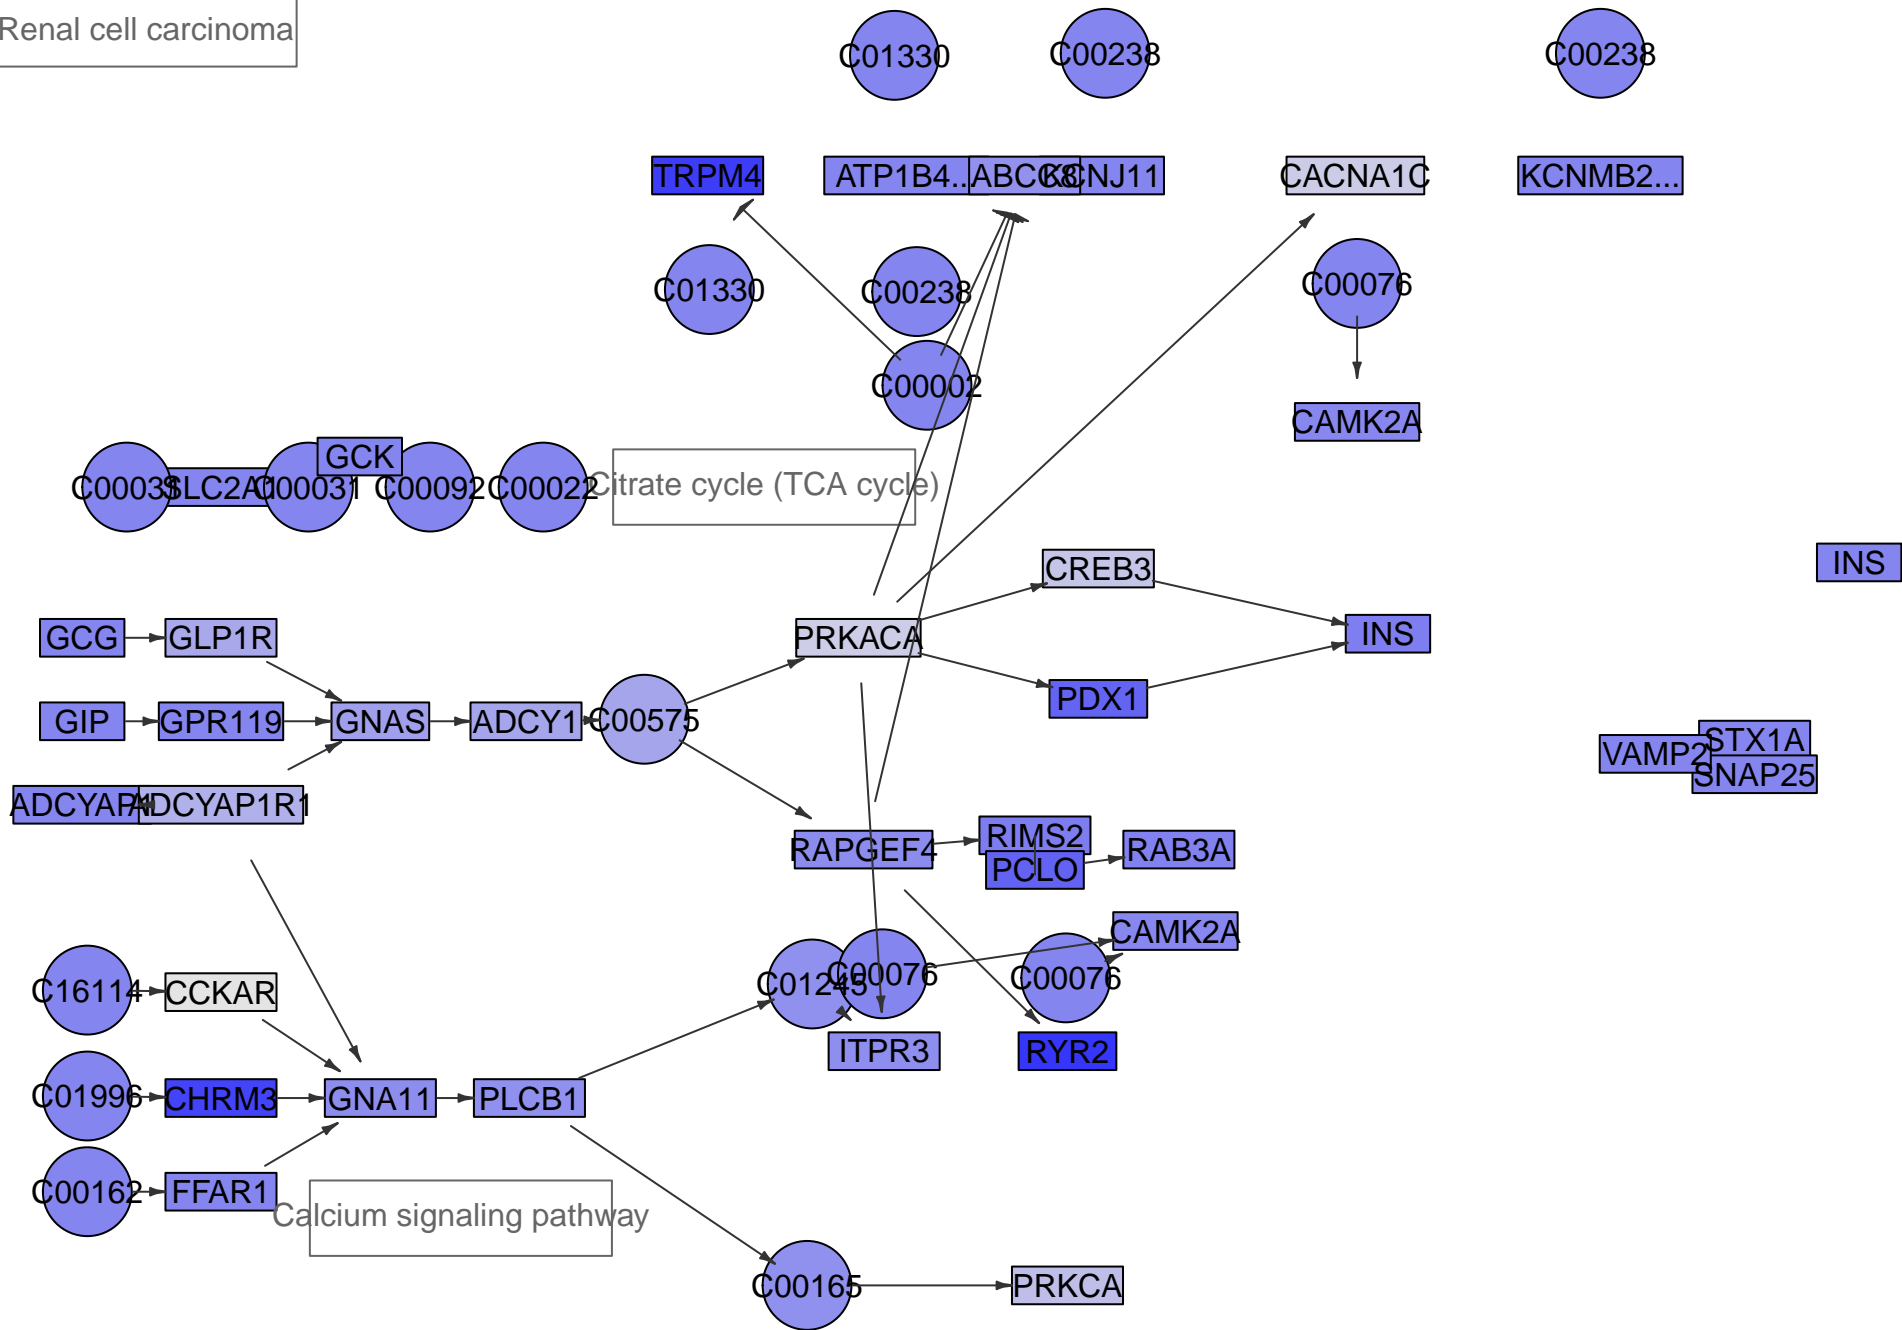 Renal cell carcinoma
C01330
C00238
C00238
TRPM4
ATP1B4...
ABCC8
KCNJ11
CACNA1C
KCNMB2...
C01330
C00238
C00076
C00002
CAMK2A
C00031
SLC2A1
C00031
GCK
C00092
C00022
Citrate cycle (TCA cycle)
CREB3
INS
GCG
GLP1R
PRKACA
INS
GIP
GPR119
GNAS
ADCY1
C00575
PDX1
STX1A
VAMP2
SNAP25
ADCYAP1
ADCYAP1R1
RAPGEF4
RIMS2
PCLO
RAB3A
CAMK2A
C16114
CCKAR
C01245
C00076
C00076
ITPR3
RYR2
C01996
CHRM3
GNA11
PLCB1
C00162
FFAR1
Calcium signaling pathway
C00165
PRKCA